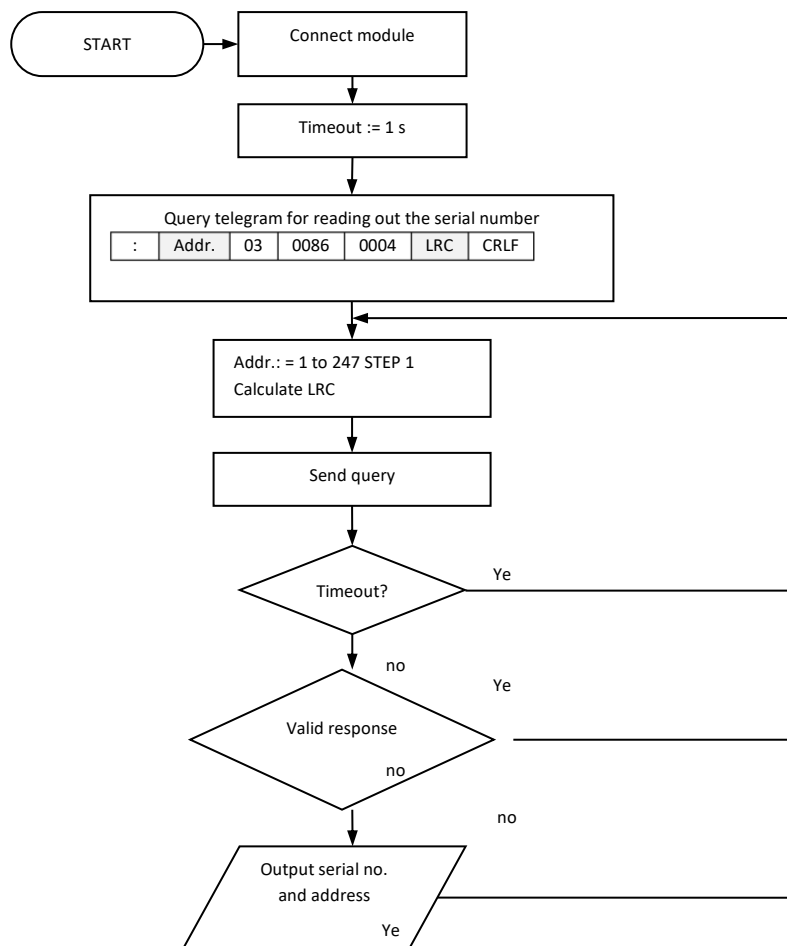 START
Connect module
Timeout := 1 s
Query telegram for reading out the serial number
: Addr. 03 0086 0004 LRC CRLF
Addr.: = 1 to 247 STEP 1
Calculate LRC
Send query
Timeout?
Ye
no
Ye
Valid response
no
no
Output serial no.
and address
Ye